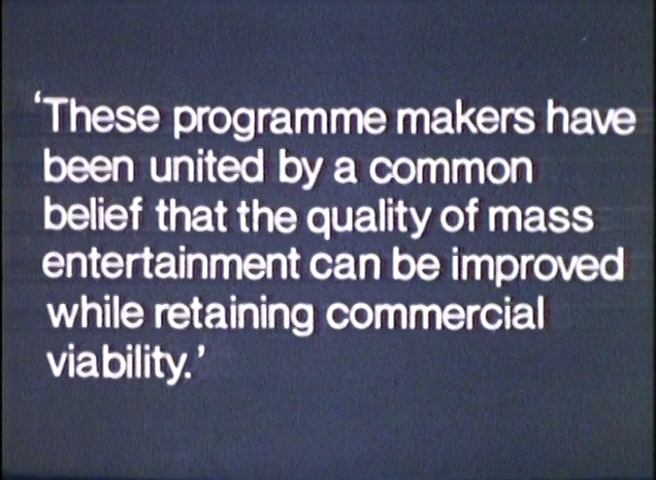 ‘These programme makers have
been united by a common
belief that the quality of mass
entertainment can be improved
while retaining commercial
viability.’